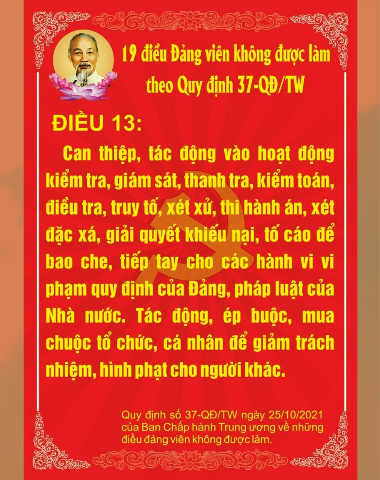 19 điều Đảng viên không được làm
theo Quy định 37-QĐ/TW
ĐIỀU 13:
Can thiệp, tác động vào hoạt động
kiểm tra, giám sát, thanh tra, kiểm toán,
điều tra, truy tố, xét xử, thi hành án, xét
đặc xá, giải quyết khiếu nại, tố cáo để
bao che, tiếp tay cho các hành vi vi
phạm quy định của Đảng, pháp luật của
Nhà nước. Tác động, ép buộc, mua
chuộc tổ chức, cá nhân để giảm trách
nhiệm, hình phạt cho người khác.
Quy định số 37-QĐ/TW ngày 25/10/2021
của Ban Chấp hành Trung ương về những
điều đảng viên không được làm.